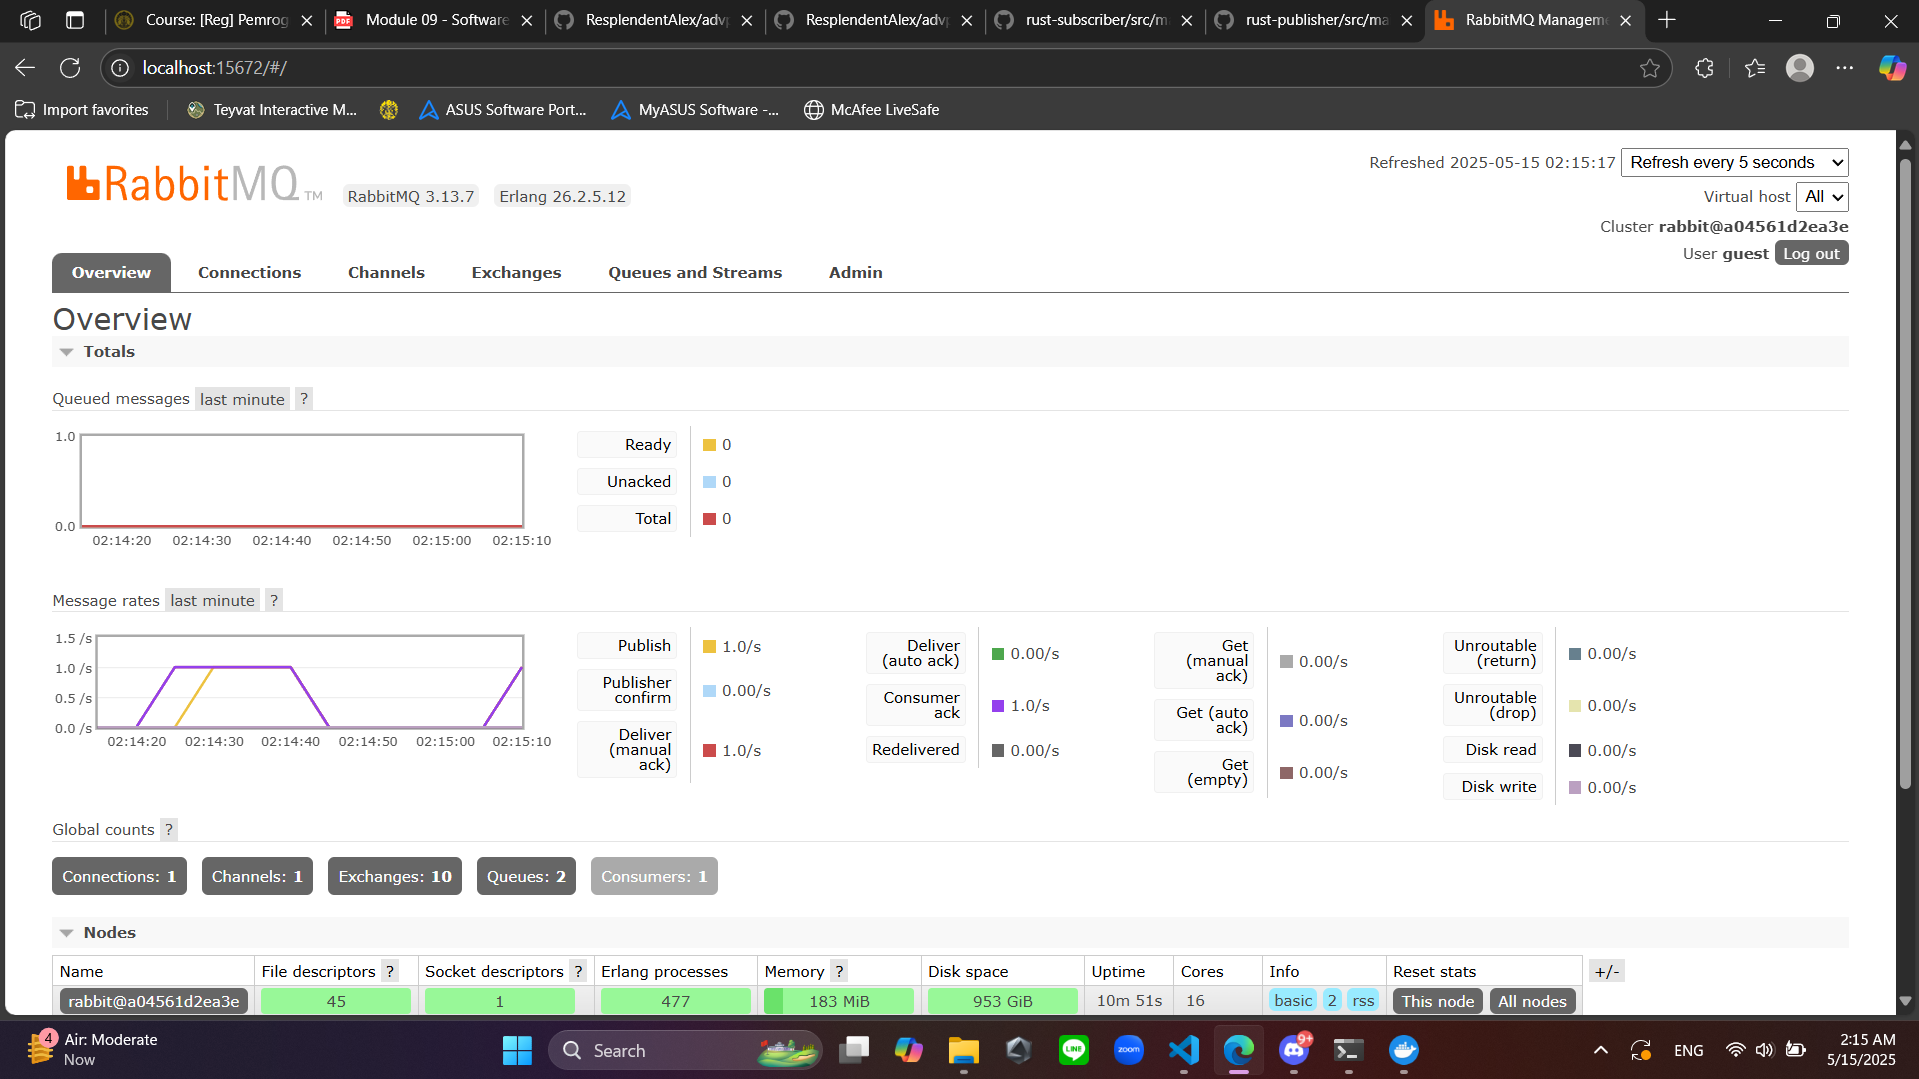 Course: [Reg] Pemrog
Module 09 - Software
ResplendentAlex/adv
ResplendentAlex/adv
rust-subscriber/src/m
rust-publisher/src/ma
RabbitMQ Managem
localhost:15672/#/
Import favorites
Teyvat Interactive M...
ASUS Software Port...
MyASUS Software -...
McAfee LiveSafe
RabbitMQ TM
RabbitMQ 3.13.7
Erlang 26.2.5.12
Refreshed 2025-05-15 02:15:17 Refresh every 5 seconds
Virtual host All
Cluster rabbit@a04561d2ea3e
User guest Log out
Overview Connections Channels Exchanges Queues and Streams Admin
Overview
Totals
Queued messages last minute ?
1.0
0.0
02:14:20 02:14:30 02:14:40 02:14:50 02:15:00 02:15:10
Ready 0
Unacked 0
Total 0
Message rates last minute ?
1.5 /s
1.0 /s
0.5 /s
0.0 /s
02:14:20 02:14:30 02:14:40 02:14:50 02:15:00 02:15:10
Publish 1.0/s
Publisher confirm 0.00/s
Deliver (manual ack) 1.0/s
Deliver (auto ack) 0.00/s
Consumer ack 1.0/s
Redelivered 0.00/s
Get (manual ack) 0.00/s
Get (auto ack) 0.00/s
Get (empty) 0.00/s
Unroutable (return) 0.00/s
Unroutable (drop) 0.00/s
Disk read 0.00/s
Disk write 0.00/s
Global counts ?
Connections: 1 Channels: 1 Exchanges: 10 Queues: 2 Consumers: 1
Nodes
Name File descriptors ? Socket descriptors ? Erlang processes Memory ? Disk space Uptime Cores Info Reset stats +/-
rabbit@a04561d2ea3e 45 1 477 183 MiB 953 GiB 10m 51s 16 basic 2 rss This node All nodes
4
Air: Moderate
Now
Search
LINE
zoom
9+
ENG
2:15 AM
5/15/2025